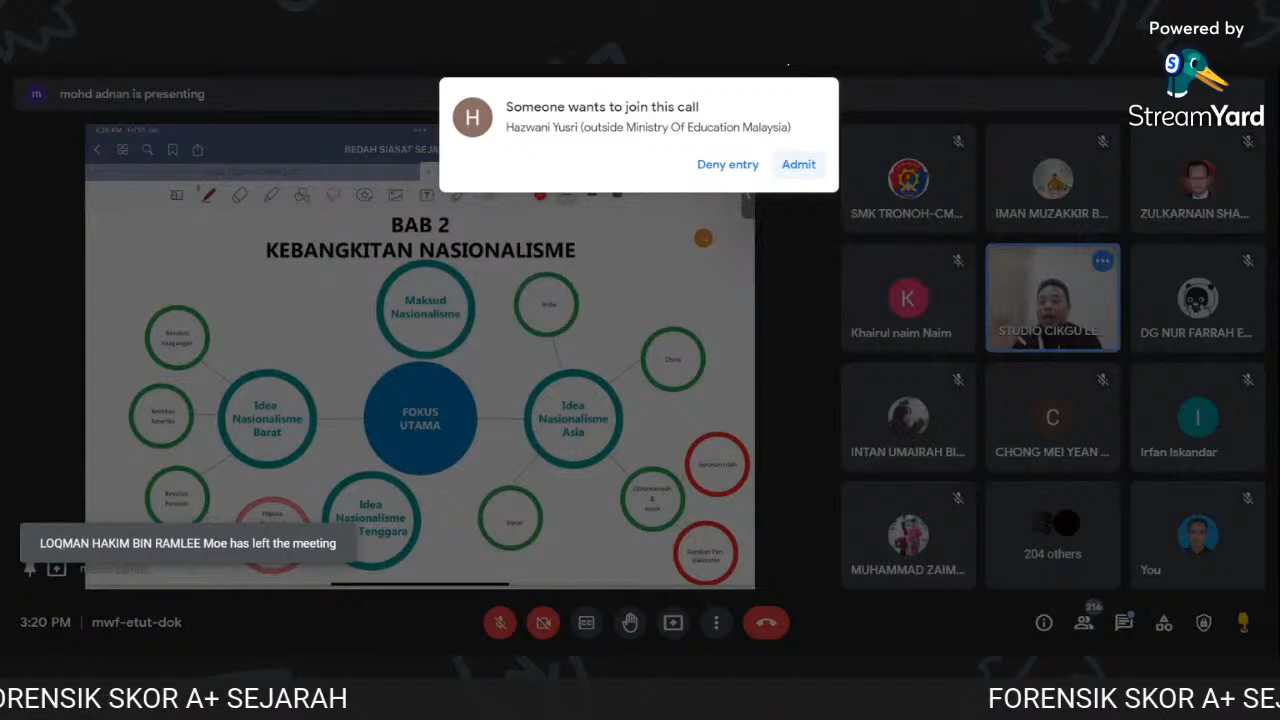 Powered by
StreamYard
mohd adnan is presenting
Someone wants to join this call
H
Hazwani Yusri (outside Ministry Of Education Malaysia)
Deny entry
Admit
BEDAH SIASAT SEJA
BAB 2
KEBANGKITAN NASIONALISME
Maksud
Nasionalisme
India
China
Idea
Nasionalisme
Barat
FOKUS
UTAMA
Idea
Nasionalisme
Asia
Idea
Nasionalisme
Tenggara
Jepun
SMK TRONOH-CM...
IMAN MUZAKKIR B...
ZULKARNAIN SHA...
K
Khairul naim Naim
STUDIO CIKGU LE...
DG NUR FARRAH E...
INTAN UMAIRAH BI...
C
CHONG MEI YEAN ...
I
Irfan Iskandar
MUHAMMAD ZAIM...
204 others
You
LOQMAN HAKIM BIN RAMLEE Moe has left the meeting
3:20 PM | mwf-etut-dok
216
ORENSIK SKOR A+ SEJARAH
FORENSIK SKOR A+ SEJ